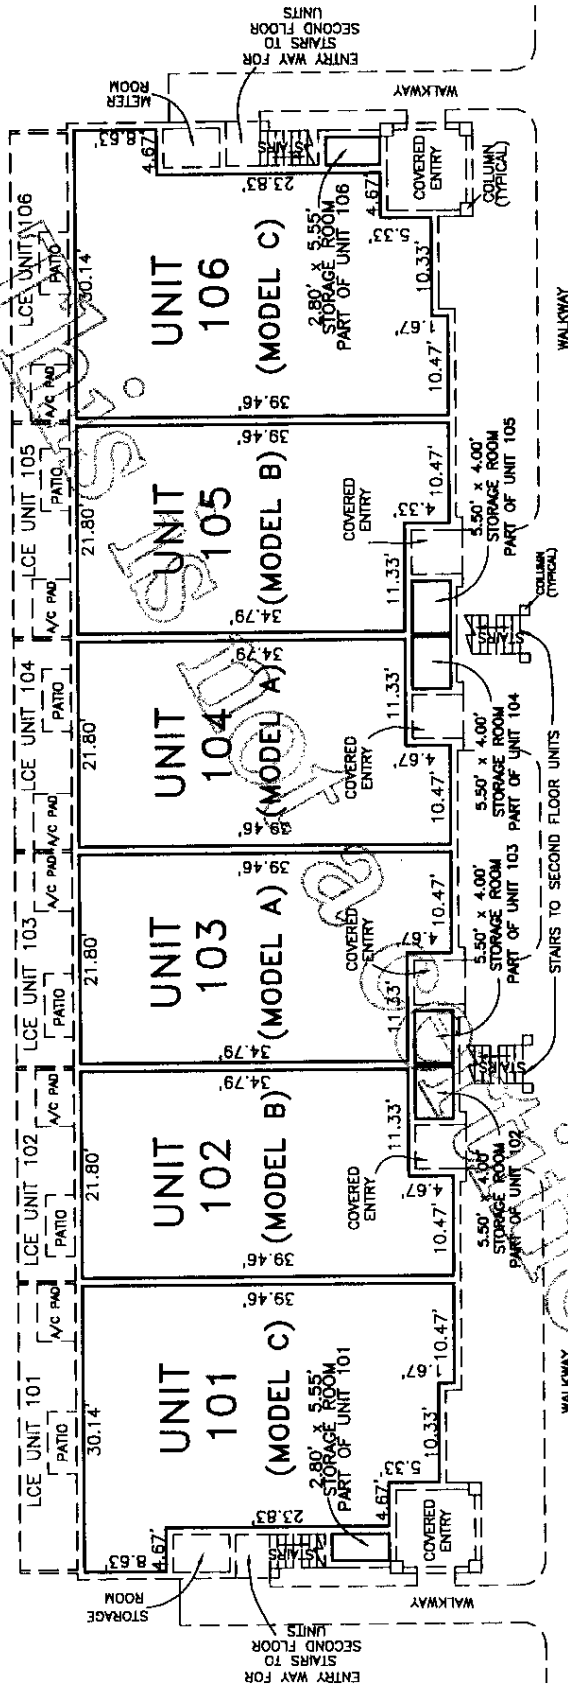 ENTRY WAY FOR
STAIRS TO
SECOND FLOOR
UNITS
METER
ROOM
WALKWAY
LCE UNIT 106
PATIO
A/C PAD
30.14'
8.63'
4.67'
23.83'
STAIRS
4.67'
5.33'
COVERED
ENTRY
COLUMN
(TYPICAL)
UNIT
106
(MODEL C)
2.80' x 5.55'
STORAGE ROOM
PART OF UNIT 106
10.33'
1.67'
10.47'
39.46'
WALKWAY
LCE UNIT 105
PATIO
A/C PAD
21.80'
39.46'
UNIT
105
(MODEL B)
COVERED
ENTRY
10.47'
4.33'
11.33'
34.79'
5.50' x 4.00'
STORAGE ROOM
PART OF UNIT 105
STAIRS
COLUMN
(TYPICAL)
LCE UNIT 104
PATIO
A/C PAD
21.80'
34.79'
UNIT
104
(MODEL A)
COVERED
ENTRY
11.33'
4.67'
10.47'
39.46'
5.50' x 4.00'
STORAGE ROOM
PART OF UNIT 104
STAIRS TO SECOND FLOOR UNITS
LCE UNIT 103
A/C PAD
PATIO
21.80'
39.46'
UNIT
103
(MODEL A)
COVERED
ENTRY
10.47'
4.67'
11.33'
34.79'
5.50' x 4.00'
STORAGE ROOM
PART OF UNIT 103
STAIRS
LCE UNIT 102
A/C PAD
PATIO
21.80'
34.79'
UNIT
102
(MODEL B)
COVERED
ENTRY
11.33'
4.67'
10.47'
39.46'
5.50' x 4.00'
STORAGE ROOM
PART OF UNIT 102
LCE UNIT 101
A/C PAD
PATIO
30.14'
39.46'
UNIT
101
(MODEL C)
2.80' x 5.55'
STORAGE ROOM
PART OF UNIT 101
10.47'
1.67'
10.33'
5.33'
4.67'
23.83'
4.67'
8.63'
STAIRS
COVERED
ENTRY
WALKWAY
WALKWAY
STORAGE
ROOM
ENTRY WAY FOR
STAIRS TO
SECOND FLOOR
UNITS
This is not a